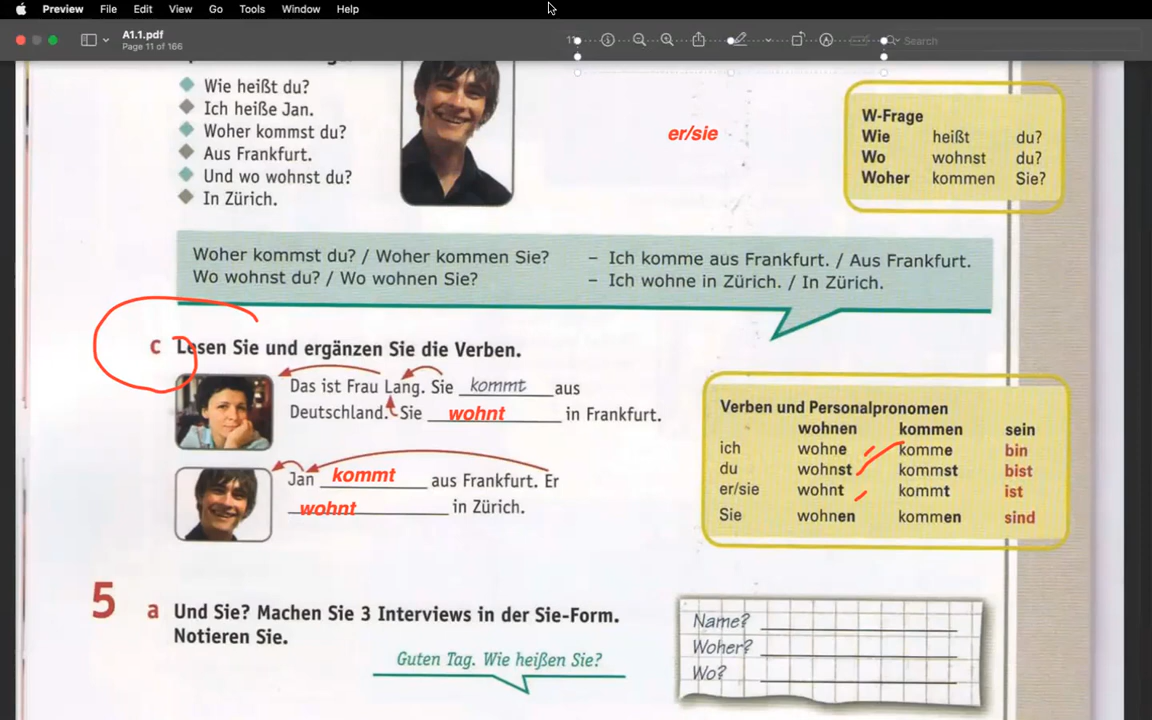 Preview File Edit View Go Tools Window Help
A1.1.pdf
Page 11 of 166
Search
Wie heißt du?
Ich heiße Jan.
Woher kommst du?
Aus Frankfurt.
Und wo wohnst du?
In Zürich.
er/sie
W-Frage
Wie heißt du?
Wo wohnst du?
Woher kommen Sie?
Woher kommst du? / Woher kommen Sie? – Ich komme aus Frankfurt. / Aus Frankfurt.
Wo wohnst du? / Wo wohnen Sie? – Ich wohne in Zürich. / In Zürich.
c Lesen Sie und ergänzen Sie die Verben.
Das ist Frau Lang. Sie kommt aus
Deutschland. Sie wohnt in Frankfurt.
Jan kommt aus Frankfurt. Er
wohnt in Zürich.
Verben und Personalpronomen
wohnen kommen sein
ich wohne komme bin
du wohnst kommst bist
er/sie wohnt kommt ist
Sie wohnen kommen sind
5 a Und Sie? Machen Sie 3 Interviews in der Sie-Form.
Notieren Sie.
Guten Tag. Wie heißen Sie?
Name?
Woher?
Wo?